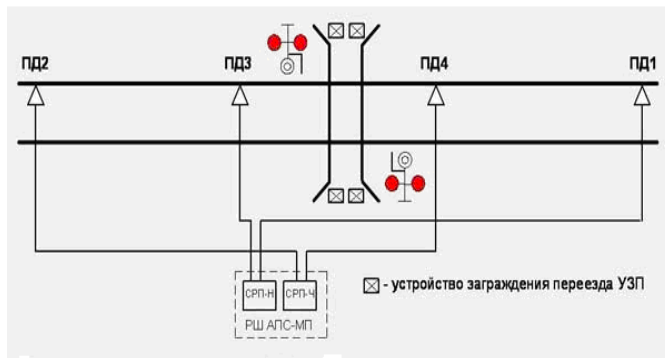 ПД2
ПД3
ПД4
ПД1
СРП-Н
СРП-Ч
РШ АПС-МП
- устройство заграждения переезда УЗП